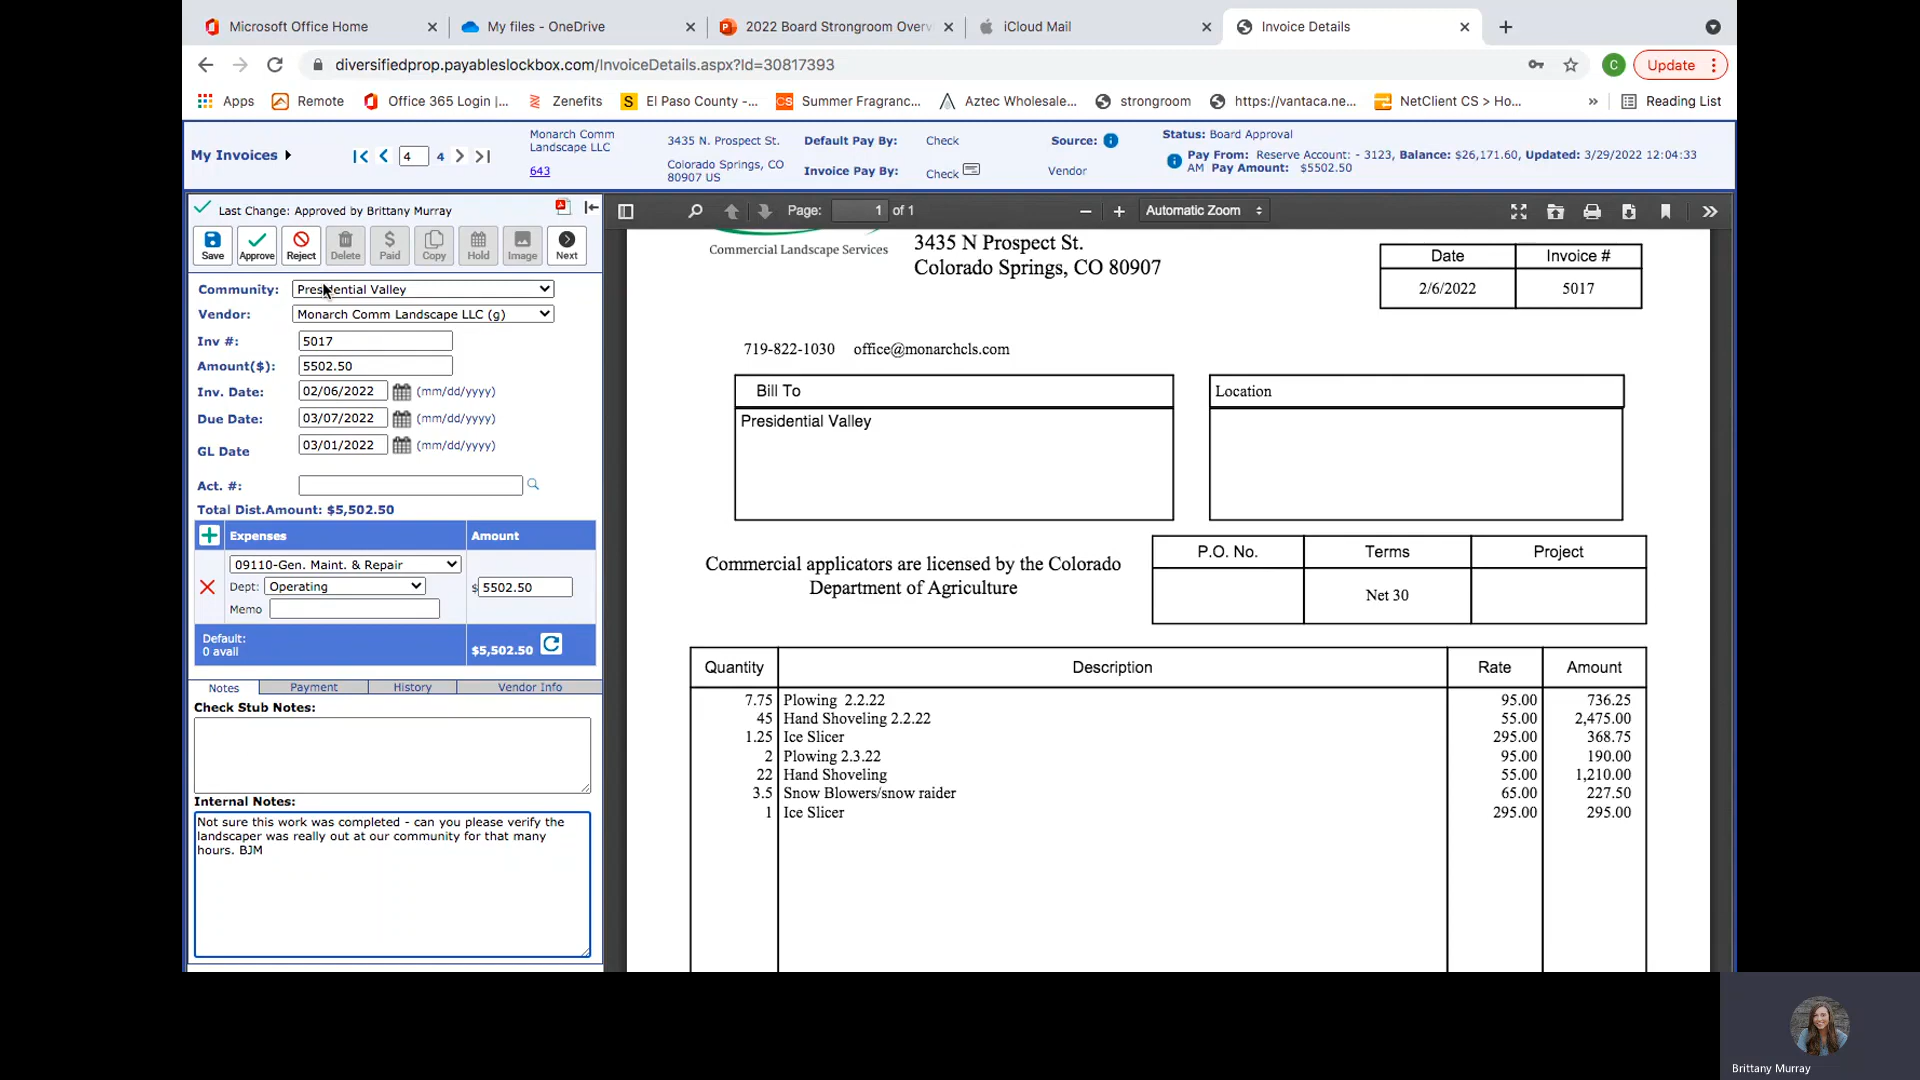 Microsoft Office Home
My files - OneDrive
2022 Board Strongroom Overv
iCloud Mail
Invoice Details
diversifiedprop.payableslockbox.com/InvoiceDetails.aspx?Id=30817393
C
Update
Apps
Remote
Office 365 Login |...
Zenefits
El Paso County -...
Summer Fragranc...
Aztec Wholesale...
strongroom
https://vantaca.ne...
NetClient CS > Ho...
»
Reading List
My Invoices
4
4
Monarch Comm
Landscape LLC
643
3435 N. Prospect St.
Colorado Springs, CO
80907 US
Default Pay By: Check
Invoice Pay By: Check
Source:
Vendor
Status: Board Approval
Pay From: Reserve Account: - 3123, Balance: $26,171.60, Updated: 3/29/2022 12:04:33
AM Pay Amount: $5502.50
Last Change: Approved by Brittany Murray
Save
Approve
Reject
Delete
Paid
Copy
Hold
Image
Next
Community: Presidential Valley
Vendor: Monarch Comm Landscape LLC (g)
Inv #: 5017
Amount($): 5502.50
Inv. Date: 02/06/2022 (mm/dd/yyyy)
Due Date: 03/07/2022 (mm/dd/yyyy)
GL Date 03/01/2022 (mm/dd/yyyy)
Act. #:
Total Dist.Amount: $5,502.50
Expenses Amount
09110-Gen. Maint. & Repair
Dept: Operating $ 5502.50
Memo
Default:
0 avail
$5,502.50
Notes Payment History Vendor Info
Check Stub Notes:
Internal Notes:
Not sure this work was completed - can you please verify the
landscaper was really out at our community for that many
hours. BJM
Page: 1 of 1
Automatic Zoom
Commercial Landscape Services
3435 N Prospect St.
Colorado Springs, CO 80907
Date Invoice #
2/6/2022 5017
719-822-1030 office@monarchcls.com
Bill To
Presidential Valley
Location
Commercial applicators are licensed by the Colorado
Department of Agriculture
P.O. No. Terms Project
Net 30
Quantity Description Rate Amount
7.75 Plowing 2.2.22 95.00 736.25
45 Hand Shoveling 2.2.22 55.00 2,475.00
1.25 Ice Slicer 295.00 368.75
2 Plowing 2.3.22 95.00 190.00
22 Hand Shoveling 55.00 1,210.00
3.5 Snow Blowers/snow raider 65.00 227.50
1 Ice Slicer 295.00 295.00
Brittany Murray